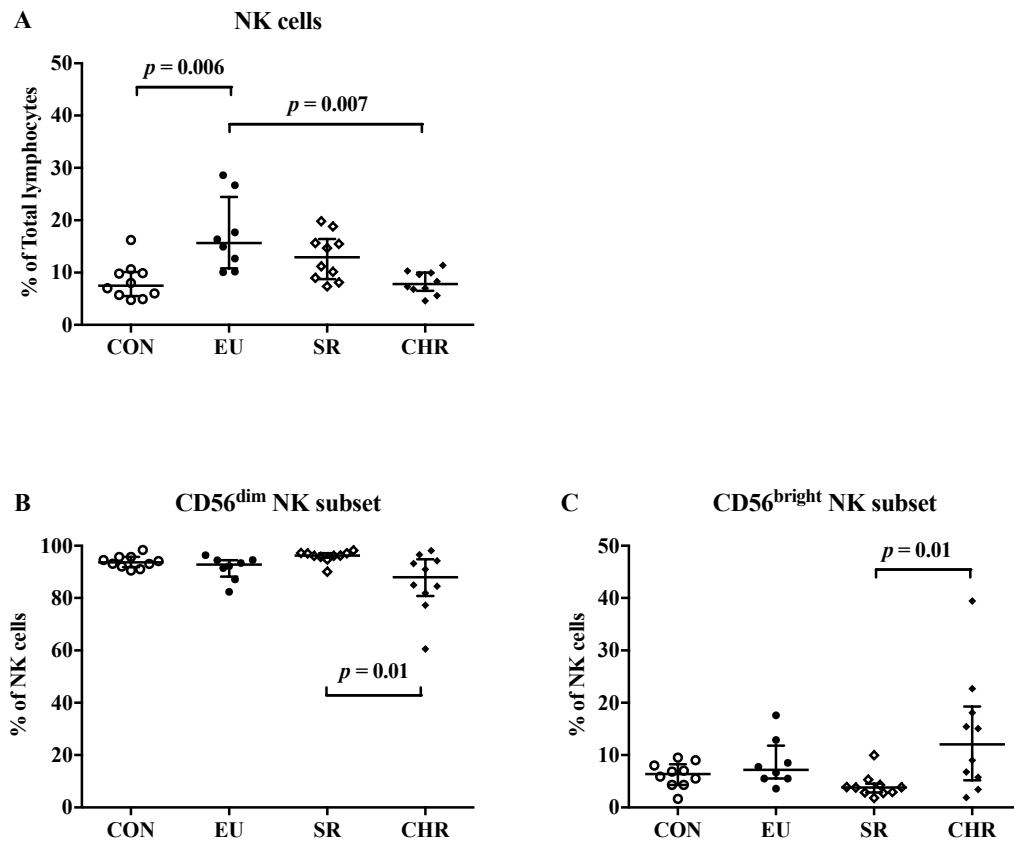 A
NK cells
% of Total lymphocytes
50
40
30
20
10
0
p = 0.006
p = 0.007
CON EU SR CHR
B
CD56dim NK subset
% of NK cells
100
80
60
40
20
0
p = 0.01
CON EU SR CHR
C
CD56bright NK subset
% of NK cells
50
40
30
20
10
0
p = 0.01
CON EU SR CHR